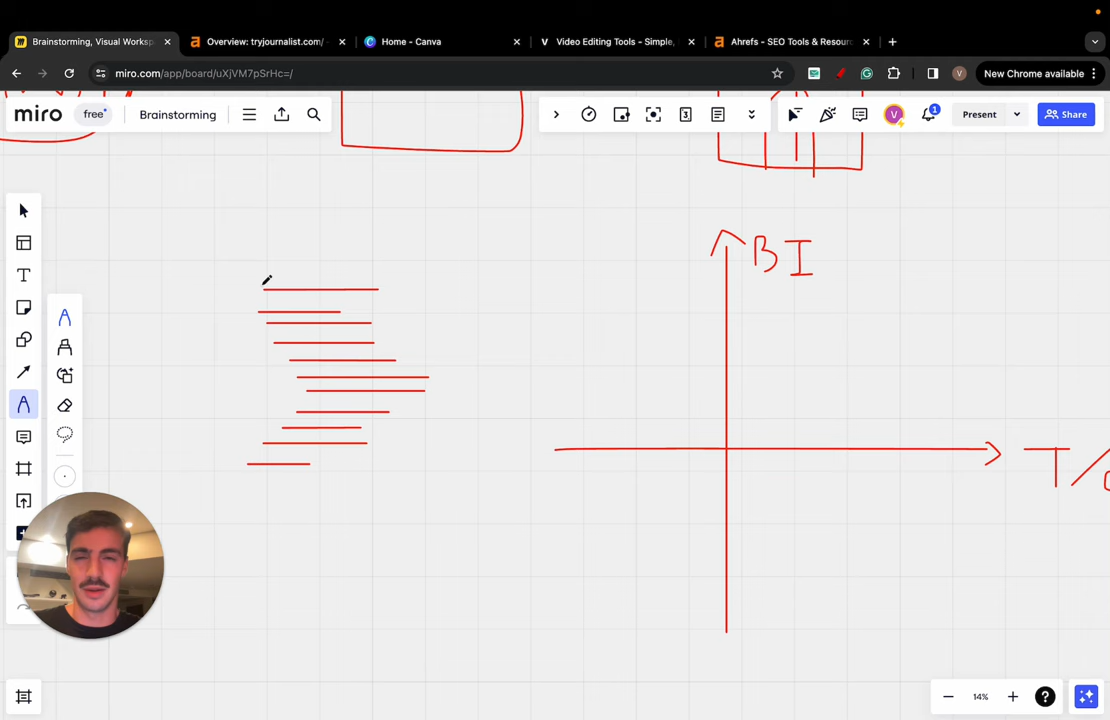 Brainstorming, Visual Worksp
Overview: tryjournalist.com/ -
Home - Canva
Video Editing Tools - Simple,
Ahrefs - SEO Tools & Resour
miro.com/app/board/uXjVM7pSrHc=/
New Chrome available
miro
free
Brainstorming
Present
Share
BI
T/
14%